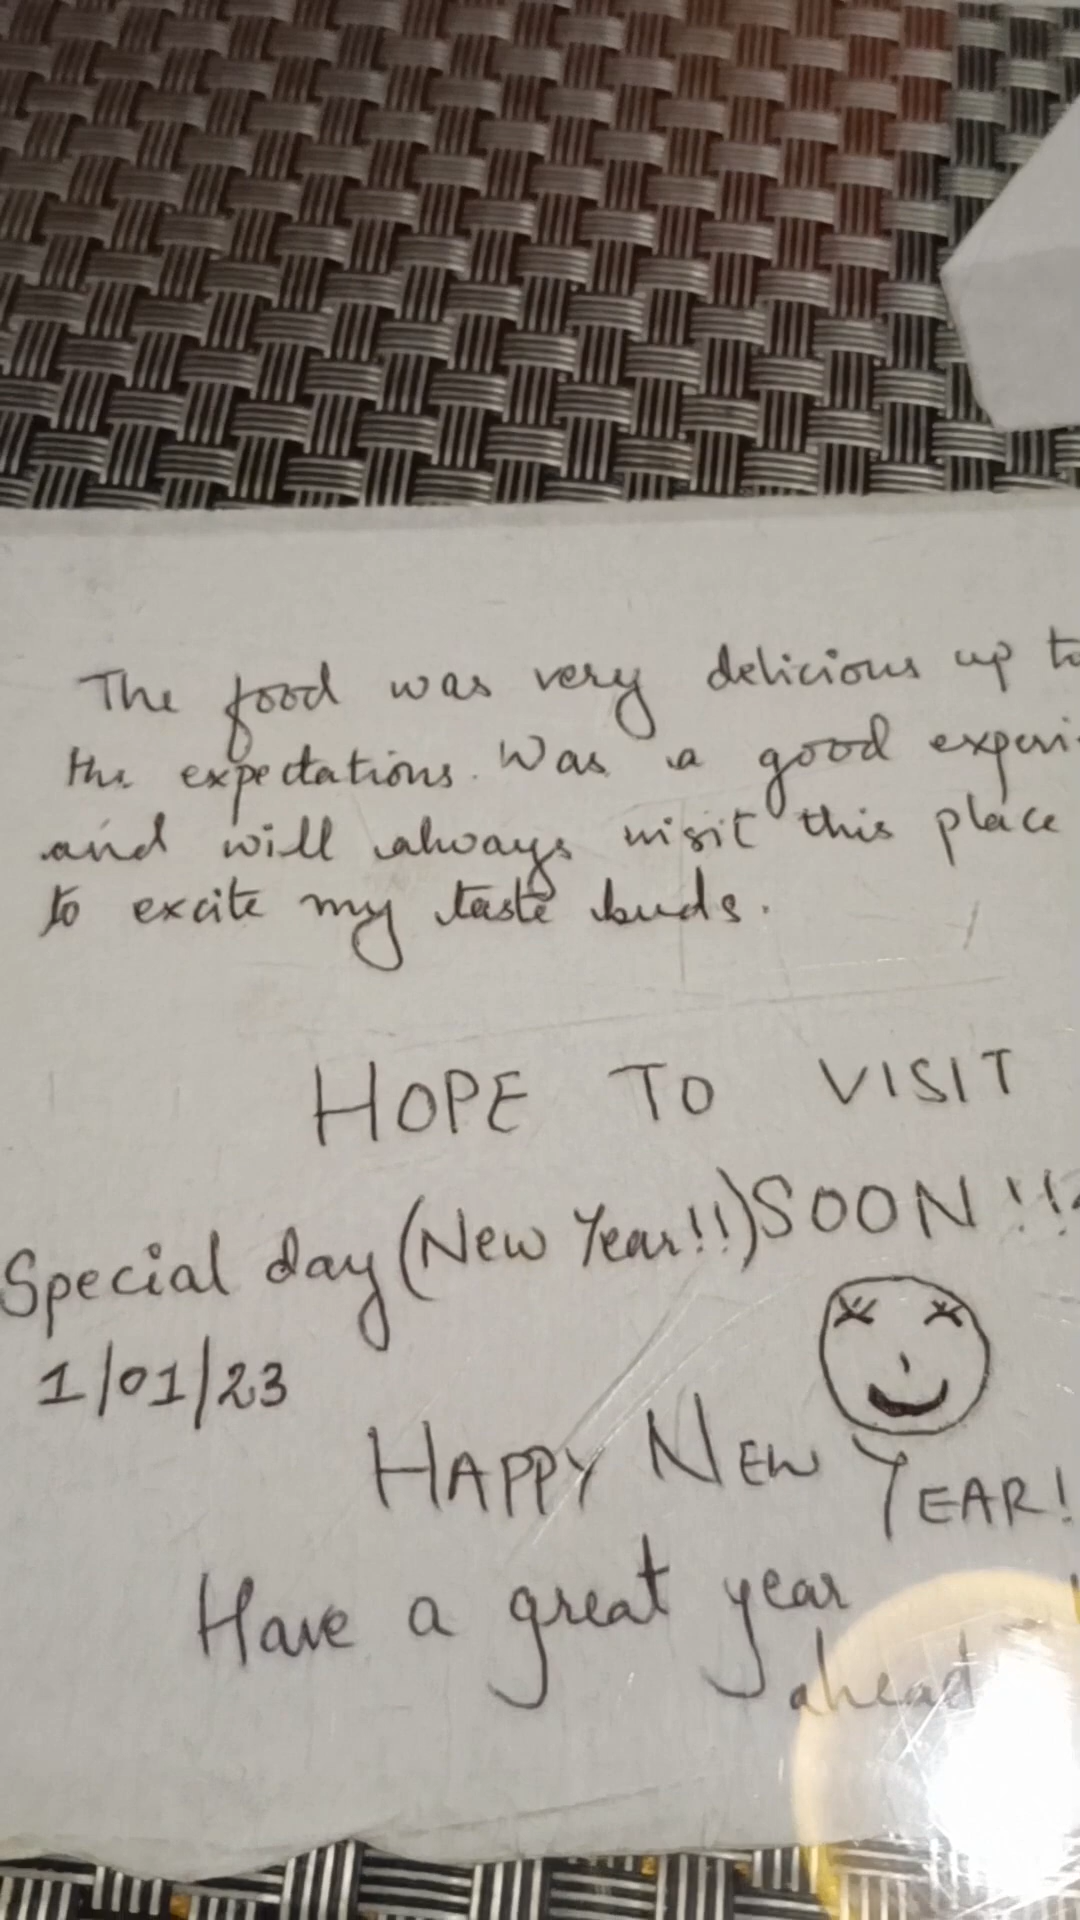 The food was very delicious up to
the expectations. Was a good experi
and will always visit this place
to excite my taste buds.
HOPE TO VISIT
SOON !!
Special day (New Year!!)
1/01/23
HAPPY NEW YEAR!
Have a great year
ahead